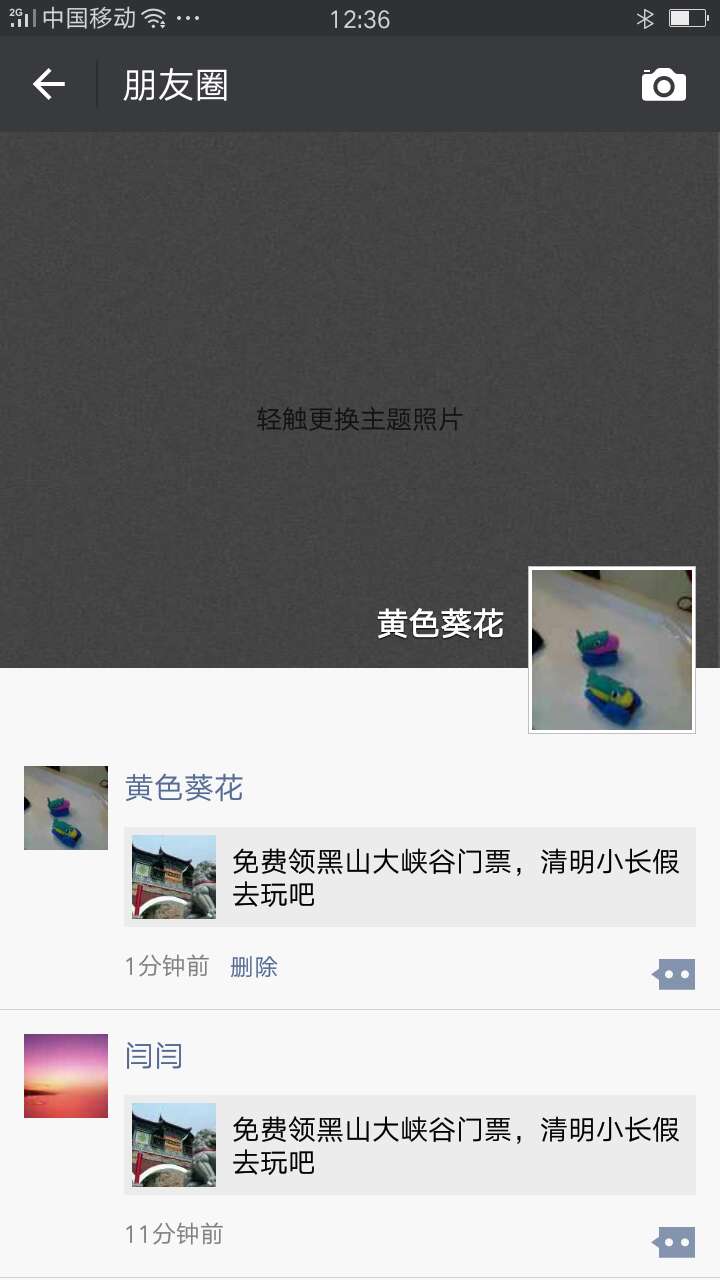 2G 中国移动 ··· 12:36
朋友圈
轻触更换主题照片
黄色葵花
黄色葵花
免费领黑山大峡谷门票，清明小长假
去玩吧
1分钟前 删除
闫闫
免费领黑山大峡谷门票，清明小长假
去玩吧
11分钟前